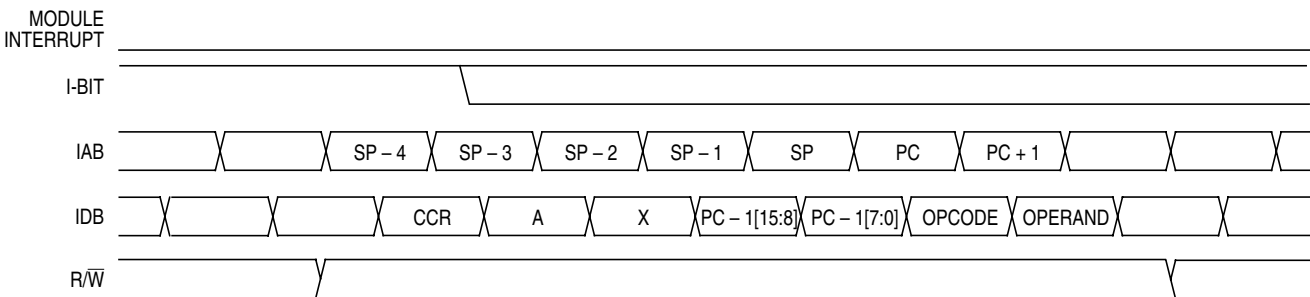 MODULE
INTERRUPT
I-BIT
IAB SP – 4 SP – 3 SP – 2 SP – 1 SP PC PC + 1
IDB CCR A X PC – 1[15:8] PC – 1[7:0] OPCODE OPERAND
R/W̅